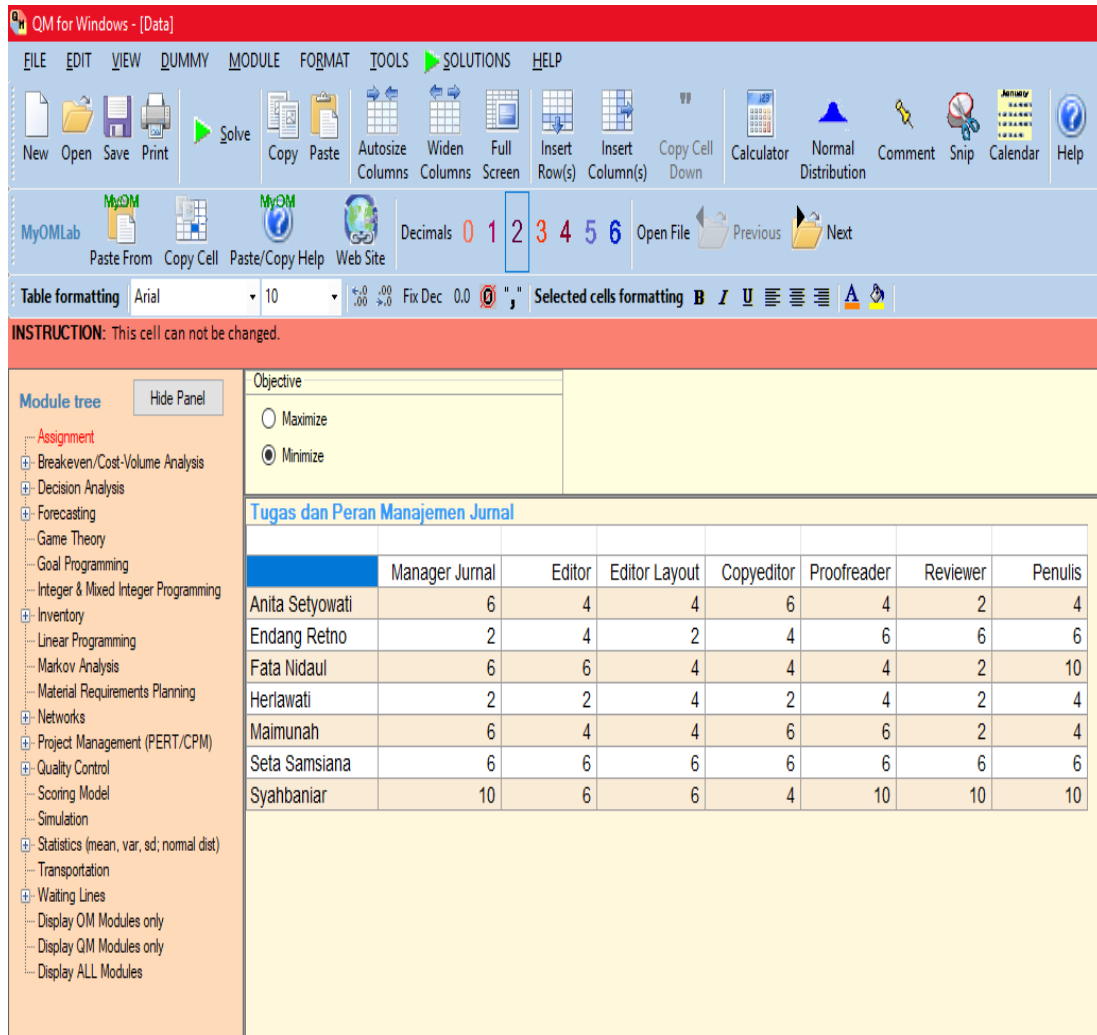 QM for Windows - [Data]
FILE EDIT VIEW DUMMY MODULE FORMAT TOOLS SOLUTIONS HELP
New Open Save Print Solve Copy Paste Autosize Columns Widen Columns Full Screen Insert Row(s) Insert Column(s) Copy Cell Down Calculator Normal Distribution Comment Snip Calendar Help
MyOMLab Paste From Copy Cell Paste/Copy Help Web Site Decimals 0 1 2 3 4 5 6 Open File Previous Next
Table formatting Arial 10 Fix Dec 0.0 Selected cells formatting B I U A
INSTRUCTION: This cell can not be changed.
Module tree Hide Panel
Assignment
Breakeven/Cost-Volume Analysis
Decision Analysis
Forecasting
Game Theory
Goal Programming
Integer & Mixed Integer Programming
Inventory
Linear Programming
Markov Analysis
Material Requirements Planning
Networks
Project Management (PERT/CPM)
Quality Control
Scoring Model
Simulation
Statistics (mean, var, sd; normal dist)
Transportation
Waiting Lines
Display OM Modules only
Display QM Modules only
Display ALL Modules
Objective
Maximize
Minimize
Tugas dan Peran Manajemen Jurnal
Manager Jurnal Editor Editor Layout Copyeditor Proofreader Reviewer Penulis
Anita Setyowati 6 4 4 6 4 2 4
Endang Retno 2 4 2 4 6 6 6
Fata Nidaul 6 6 4 4 4 2 10
Herlawati 2 2 4 2 4 2 4
Maimunah 6 4 4 6 6 2 4
Seta Samsiana 6 6 6 6 6 6 6
Syahbaniar 10 6 6 4 10 10 10